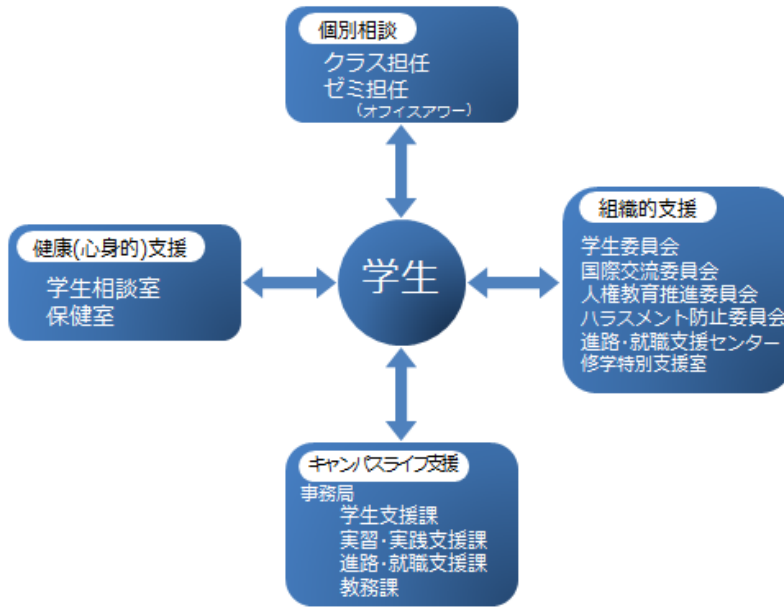 個別相談
クラス担任
ゼミ担任
(オフィスアワー)
健康(心身的)支援
学生相談室
保健室
学生
組織的支援
学生委員会
国際交流委員会
人権教育推進委員会
ハラスメント防止委員会
進路・就職支援センター
修学特別支援室
キャンパスライフ支援
事務局
学生支援課
実習・実践支援課
進路・就職支援課
教務課